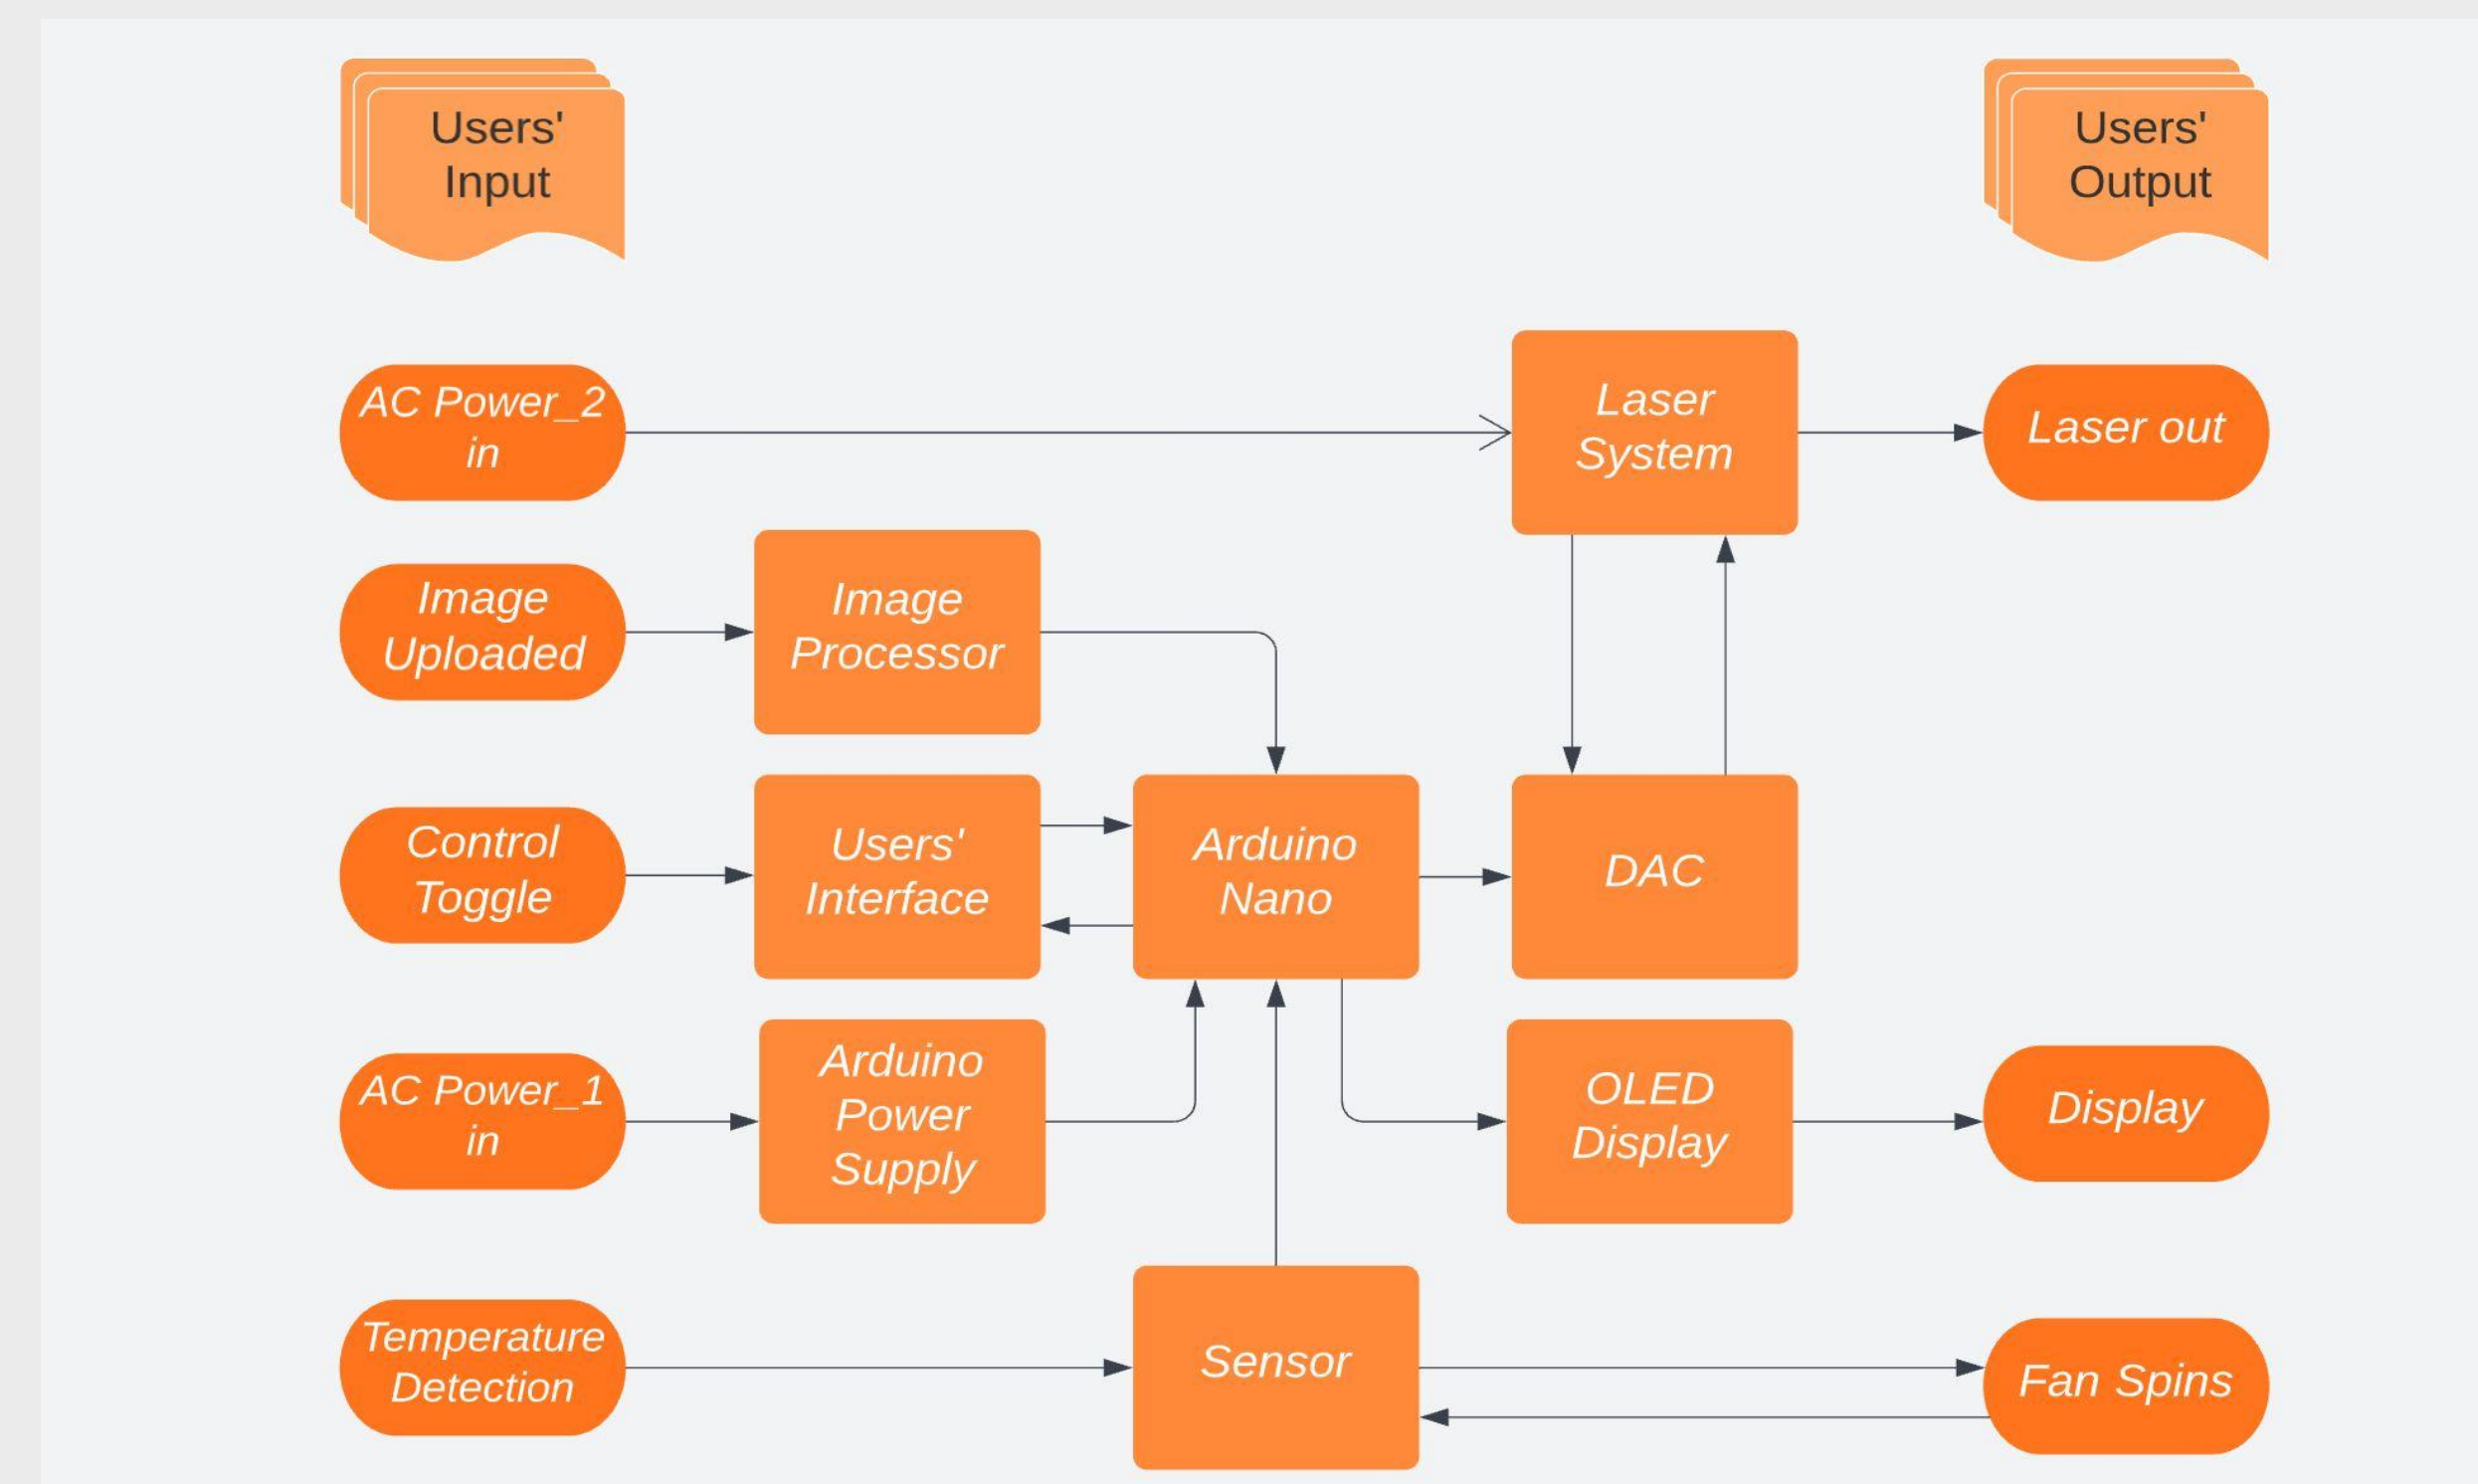 Users'
Input
Users'
Output
AC Power_2
in
Laser
System
Laser out
Image
Uploaded
Image
Processor
Control
Toggle
Users'
Interface
Arduino
Nano
DAC
AC Power_1
in
Arduino
Power
Supply
OLED
Display
Display
Temperature
Detection
Sensor
Fan Spins